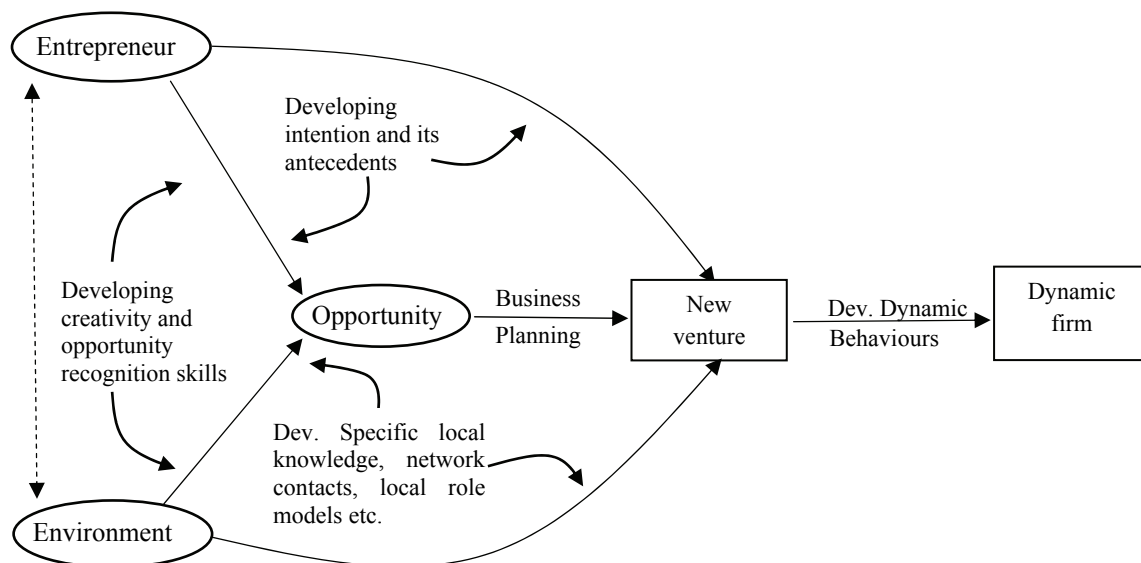 Entrepreneur
Developing
intention and its
antecedents
Developing
creativity and
opportunity
recognition skills
Opportunity
Business
Planning
New
venture
Dev. Dynamic
Behaviours
Dynamic
firm
Dev. Specific local
knowledge, network
contacts, local role
models etc.
Environment